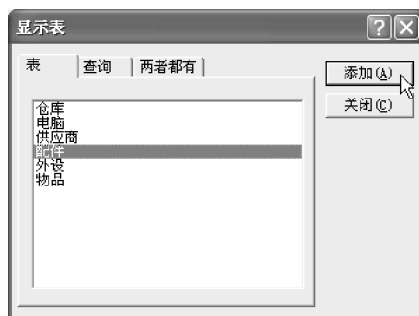 显示表
表 查询 两者都有
添加(A)
关闭(C)
仓库
电脑
供应商
配件
外设
物品